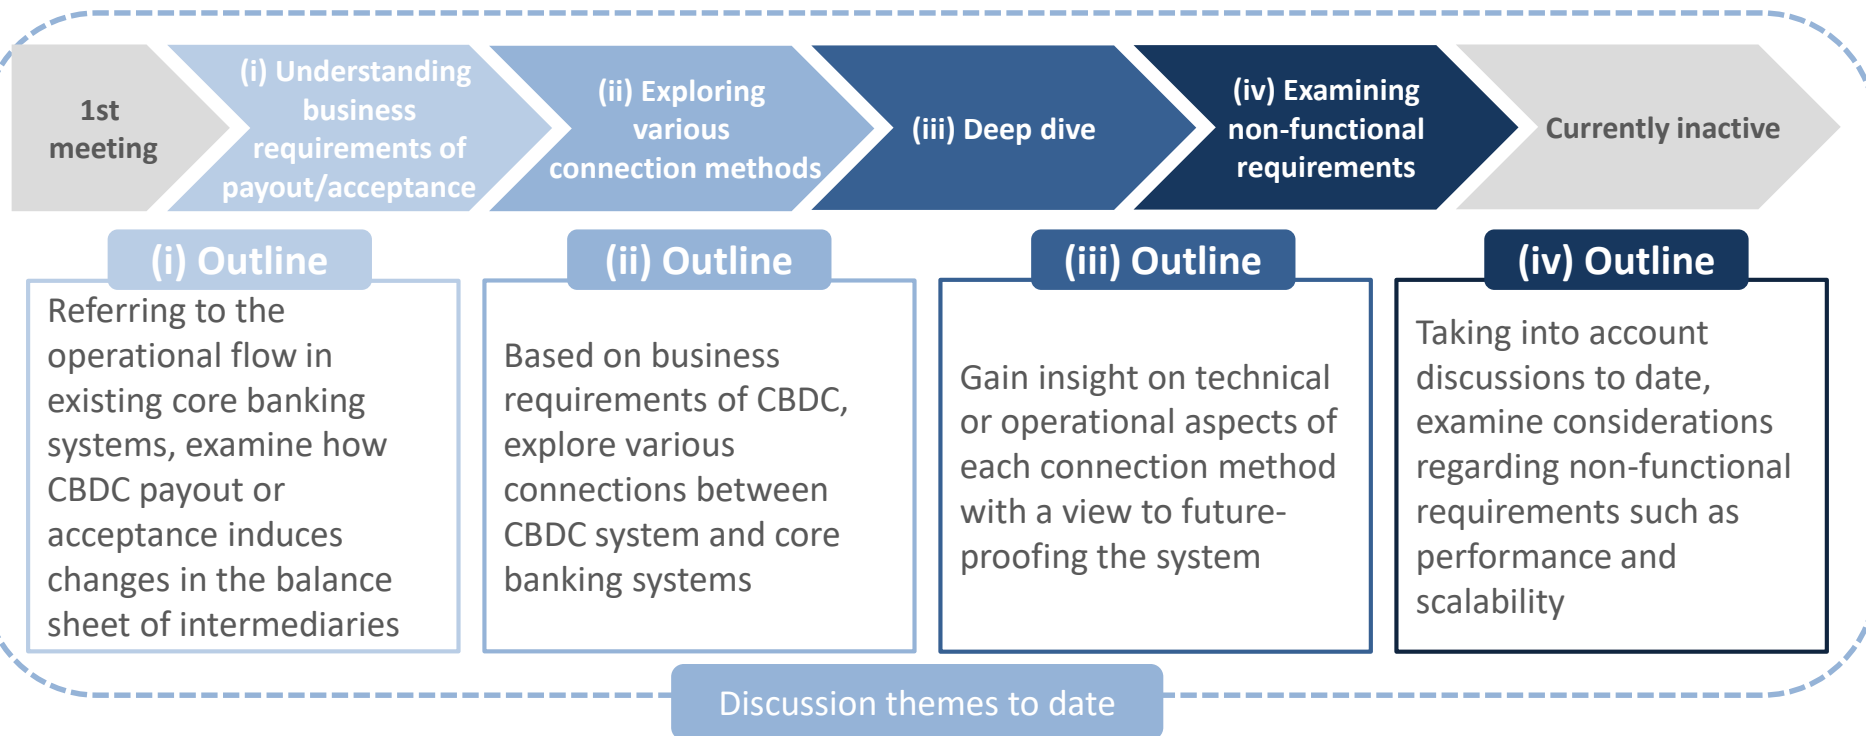 1st
meeting
(i) Understanding
business
requirements of
payout/acceptance
(ii) Exploring
various
connection methods
(iii) Deep dive
(iv) Examining
non-functional
requirements
Currently inactive
(i) Outline
Referring to the
operational flow in
existing core banking
systems, examine how
CBDC payout or
acceptance induces
changes in the balance
sheet of intermediaries
(ii) Outline
Based on business
requirements of CBDC,
explore various
connections between
CBDC system and core
banking systems
(iii) Outline
Gain insight on technical
or operational aspects of
each connection method
with a view to future-
proofing the system
(iv) Outline
Taking into account
discussions to date,
examine considerations
regarding non-functional
requirements such as
performance and
scalability
Discussion themes to date